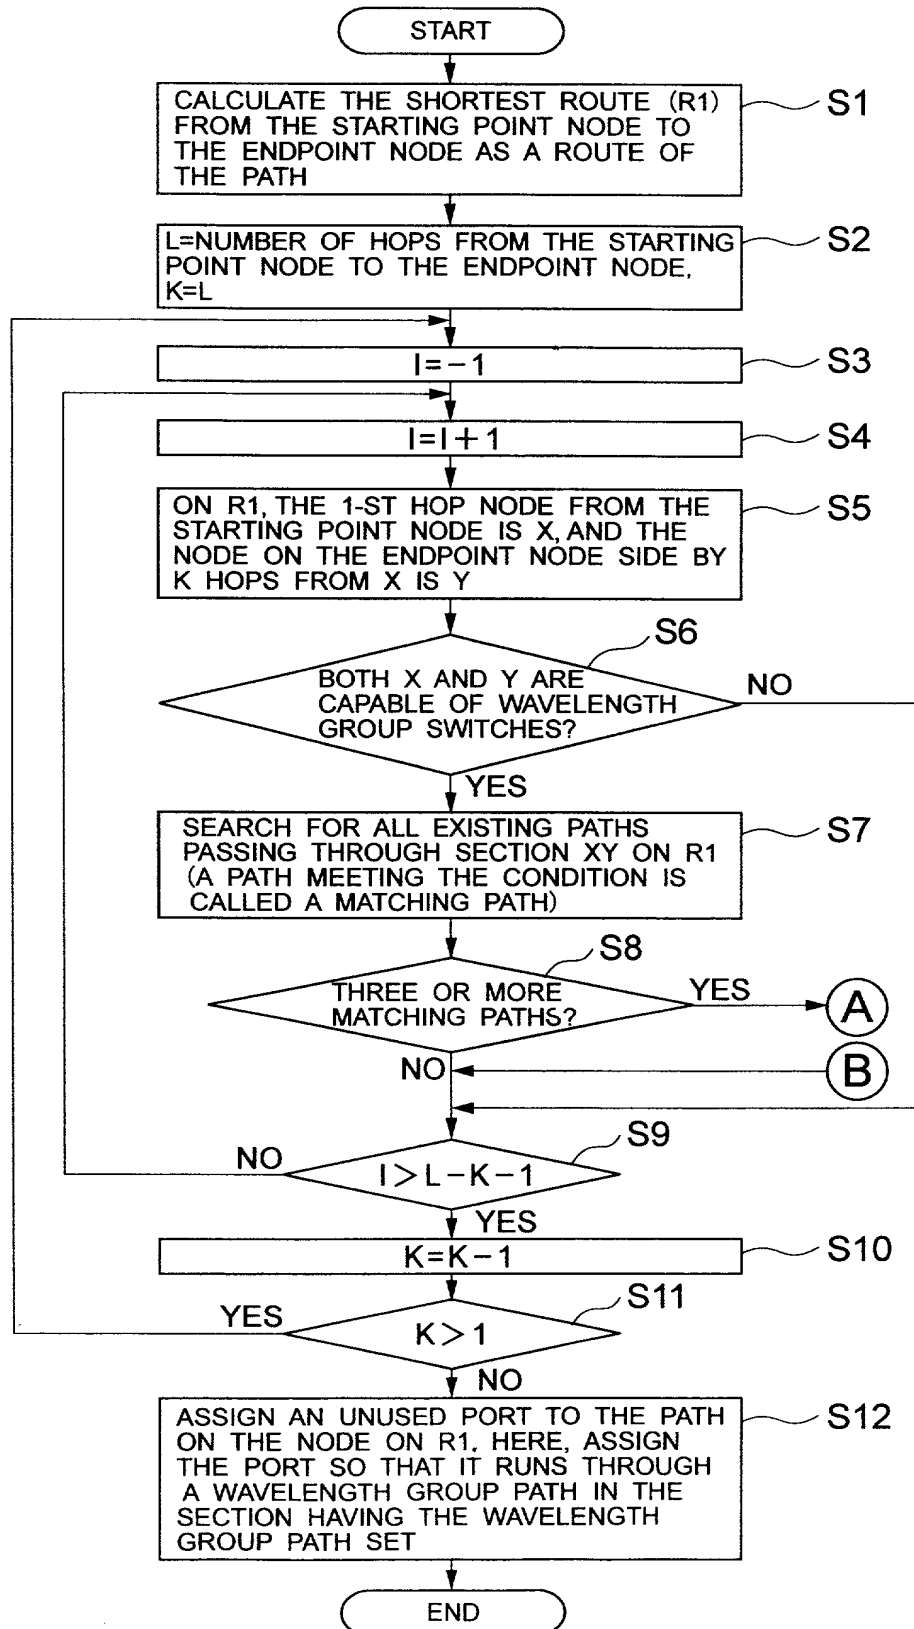 START
CALCULATE THE SHORTEST ROUTE (R1)
FROM THE STARTING POINT NODE TO
THE ENDPOINT NODE AS A ROUTE OF
THE PATH
S1
L=NUMBER OF HOPS FROM THE STARTING
POINT NODE TO THE ENDPOINT NODE,
K=L
S2
I=-1
S3
I=I+1
S4
ON R1, THE 1-ST HOP NODE FROM THE
STARTING POINT NODE IS X, AND THE
NODE ON THE ENDPOINT NODE SIDE BY
K HOPS FROM X IS Y
S5
S6
BOTH X AND Y ARE
CAPABLE OF WAVELENGTH
GROUP SWITCHES?
NO
YES
SEARCH FOR ALL EXISTING PATHS
PASSING THROUGH SECTION XY ON R1
(A PATH MEETING THE CONDITION IS
CALLED A MATCHING PATH)
S7
S8
THREE OR MORE
MATCHING PATHS?
YES
A
NO
B
S9
NO
I>L-K-1
YES
K=K-1
S10
S11
YES
K>1
NO
ASSIGN AN UNUSED PORT TO THE PATH
ON THE NODE ON R1. HERE, ASSIGN
THE PORT SO THAT IT RUNS THROUGH
A WAVELENGTH GROUP PATH IN THE
SECTION HAVING THE WAVELENGTH
GROUP PATH SET
S12
END